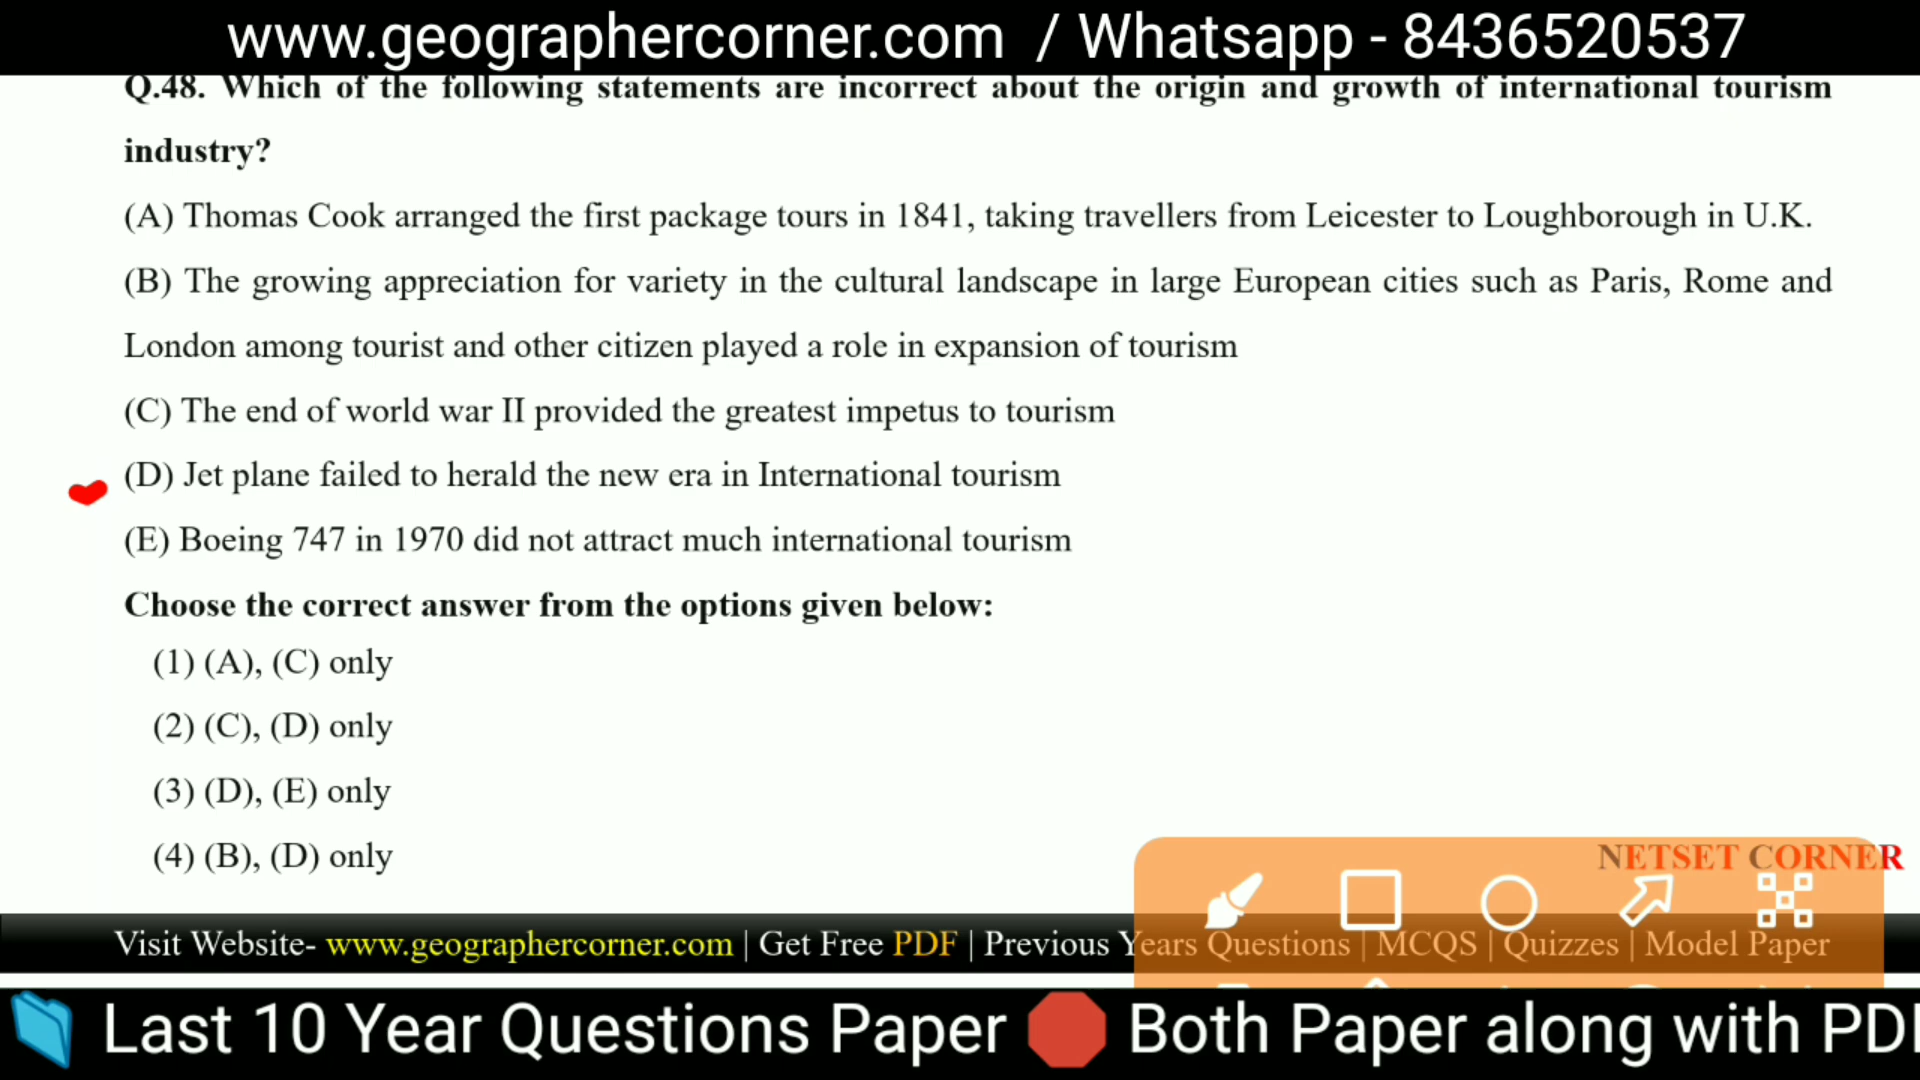 www.geographercorner.com / Whatsapp - 8436520537
Q.48. Which of the following statements are incorrect about the origin and growth of international tourism
industry?
(A) Thomas Cook arranged the first package tours in 1841, taking travellers from Leicester to Loughborough in U.K.
(B) The growing appreciation for variety in the cultural landscape in large European cities such as Paris, Rome and
London among tourist and other citizen played a role in expansion of tourism
(C) The end of world war II provided the greatest impetus to tourism
(D) Jet plane failed to herald the new era in International tourism
(E) Boeing 747 in 1970 did not attract much international tourism
Choose the correct answer from the options given below:
(1) (A), (C) only
(2) (C), (D) only
(3) (D), (E) only
(4) (B), (D) only
NETSET CORNER
Visit Website- www.geographercorner.com | Get Free PDF | Previous Years Questions | MCQS | Quizzes | Model Paper
Last 10 Year Questions Paper Both Paper along with PD